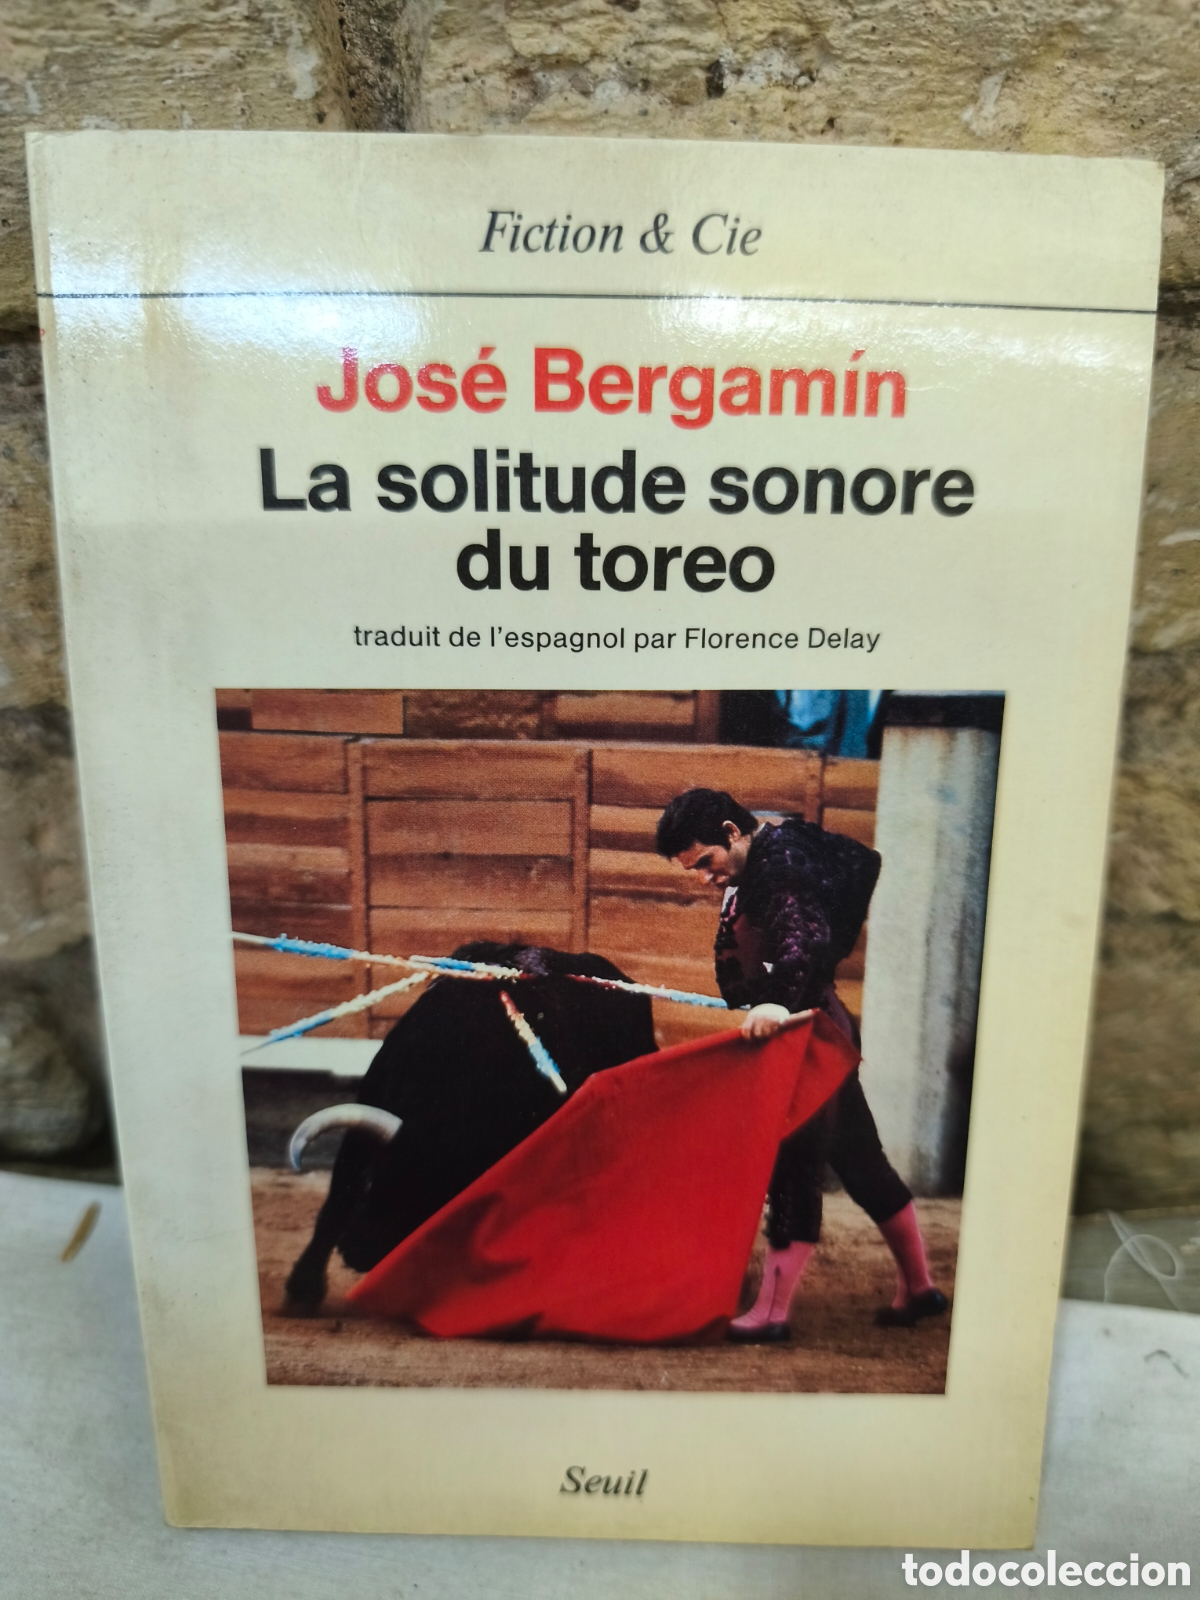 Fiction & Cie
José Bergamín
La solitude sonore
du toreo
traduit de l'espagnol par Florence Delay
Seuil
todocoleccion